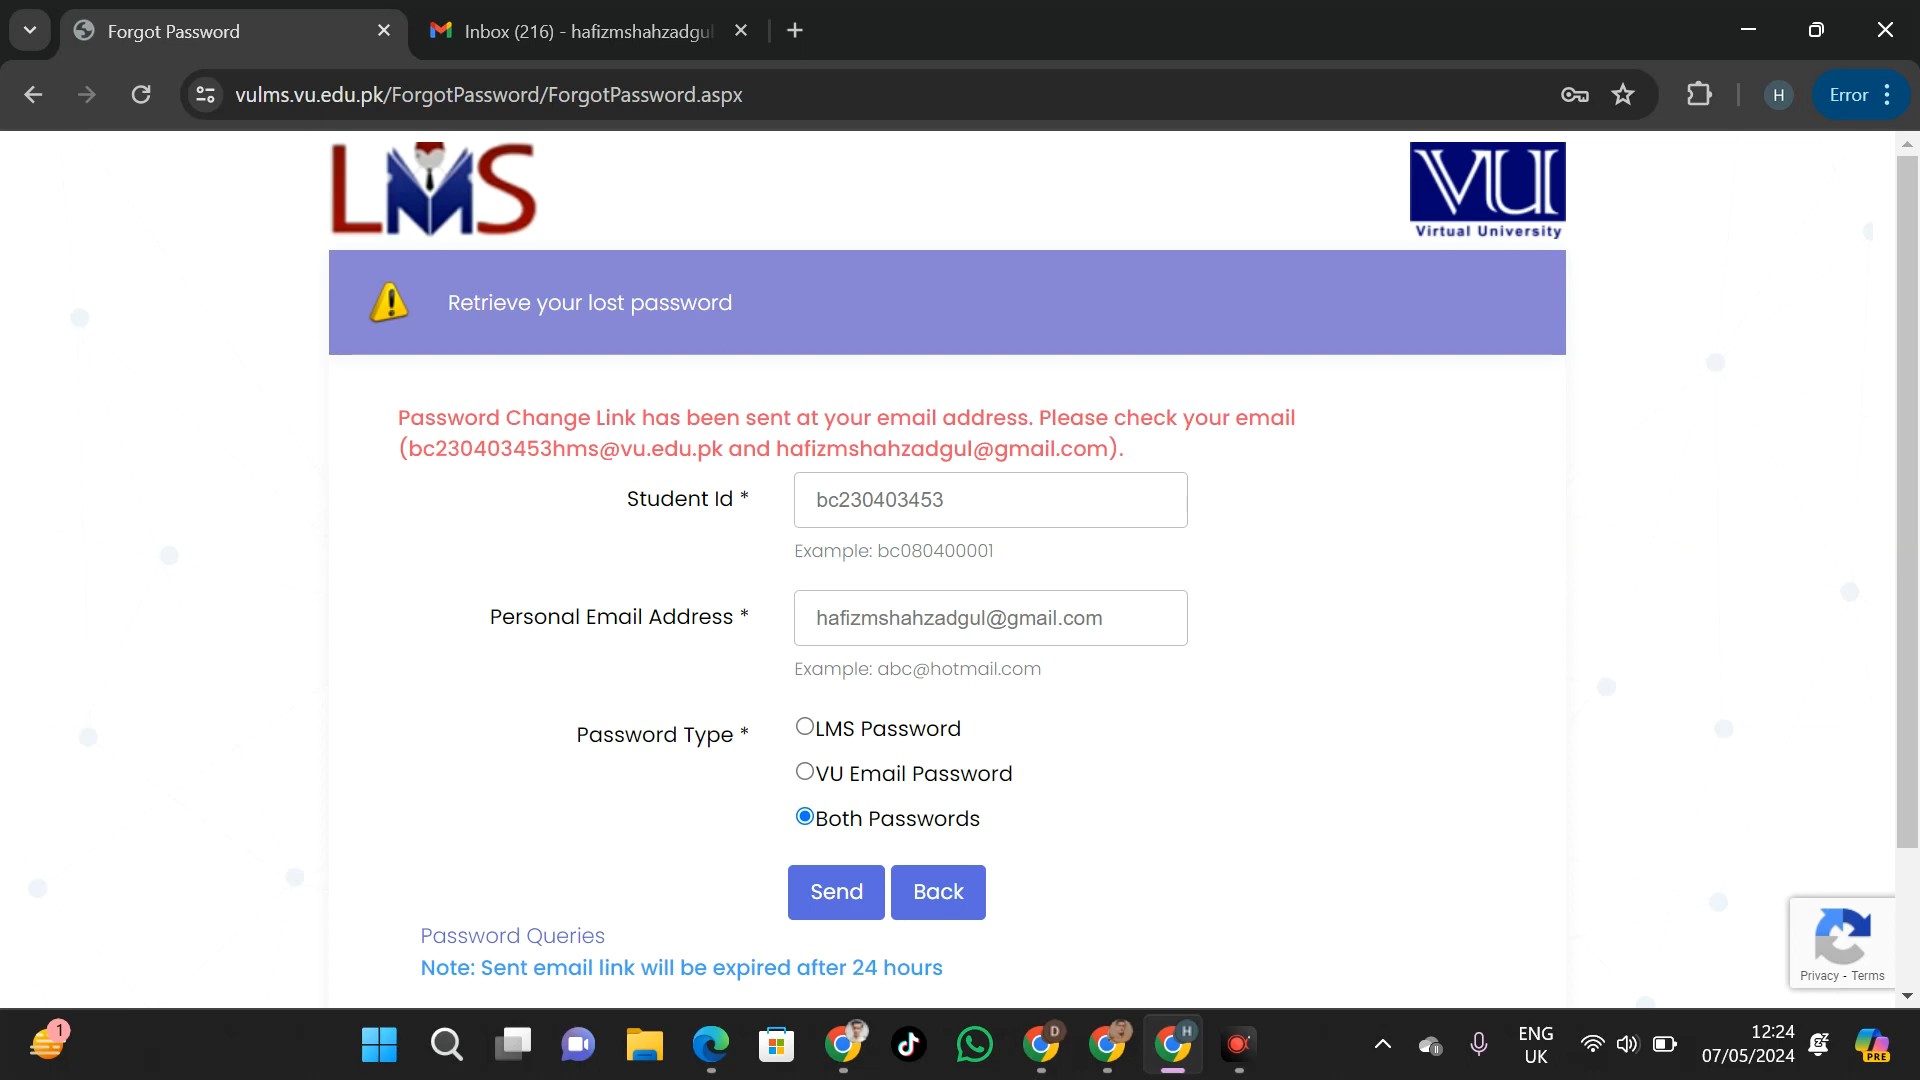 Forgot Password
Inbox (216) - hafizmshahzadgul
vulms.vu.edu.pk/ForgotPassword/ForgotPassword.aspx
H
Error
LMS
VU
Virtual University
Retrieve your lost password
Password Change Link has been sent at your email address. Please check your email
(bc230403453hms@vu.edu.pk and hafizmshahzadgul@gmail.com).
Student Id *
bc230403453
Example: bc080400001
Personal Email Address *
hafizmshahzadgul@gmail.com
Example: abc@hotmail.com
Password Type *
LMS Password
VU Email Password
Both Passwords
Send
Back
Password Queries
Note: Sent email link will be expired after 24 hours
Privacy - Terms
1
D
H
ENG
UK
12:24
07/05/2024
PRE